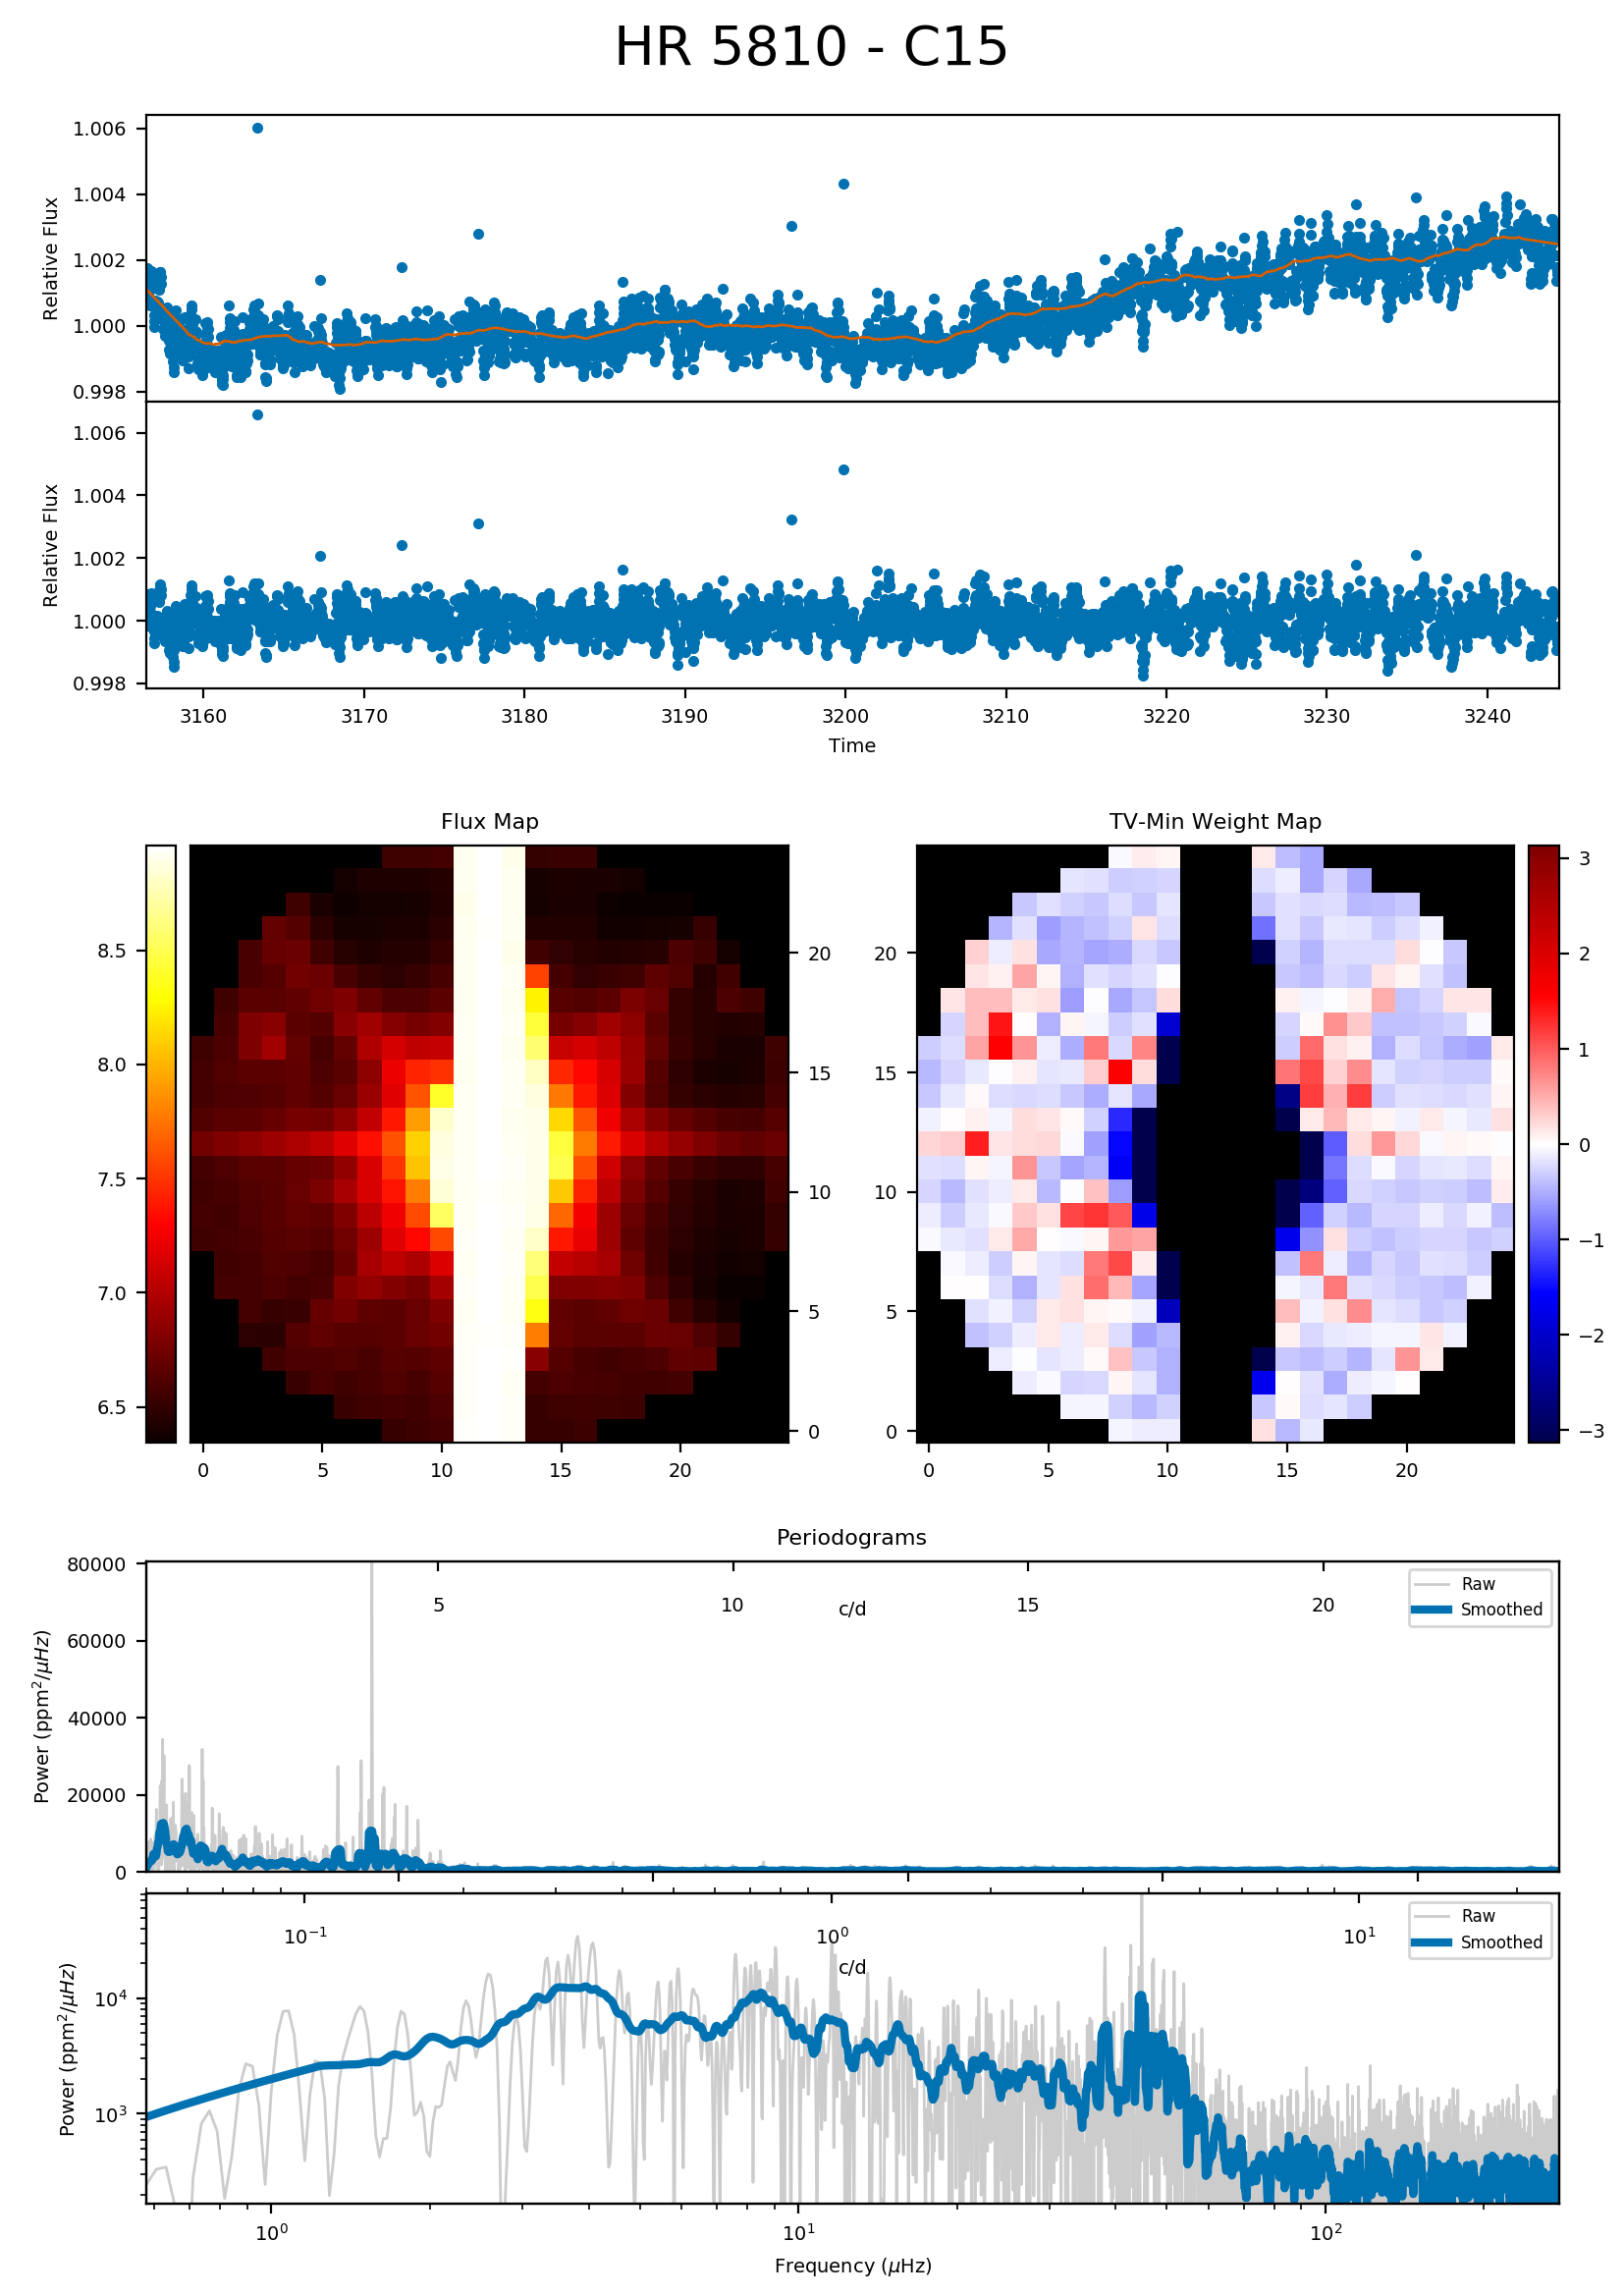 HR 5810 - C15
1.006
1.004
1.002
1.000
0.998
Relative Flux
1.006
1.004
1.002
1.000
0.998
Relative Flux
3160 3170 3180 3190 3200 3210 3220 3230 3240
Time
Flux Map
8.5
8.0
7.5
7.0
6.5
20
15
10
5
0
0 5 10 15 20
TV-Min Weight Map
20
15
10
5
0
0 5 10 15 20
3
2
1
0
−1
−2
−3
Periodograms
80000
60000
40000
20000
0
Power (ppm²/μHz)
5 10 15 20
c/d
Raw
Smoothed
10⁴
10³
Power (ppm²/μHz)
10⁻¹ 10⁰ 10¹
c/d
Raw
Smoothed
10⁰ 10¹ 10²
Frequency (μHz)